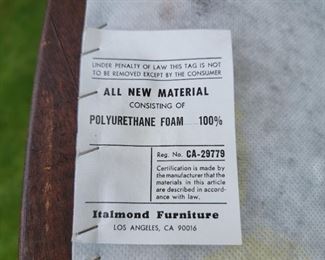 UNDER PENALTY OF LAW THIS TAG IS NOT
TO BE REMOVED EXCEPT BY THE CONSUMER
ALL NEW MATERIAL
CONSISTING OF
POLYURETHANE FOAM 100%
Reg. No. CA-29779
Certification is made by
the manufacturer that the
materials in this article
are described in accord-
ance with law.
Italmond Furniture
LOS ANGELES, CA 90016